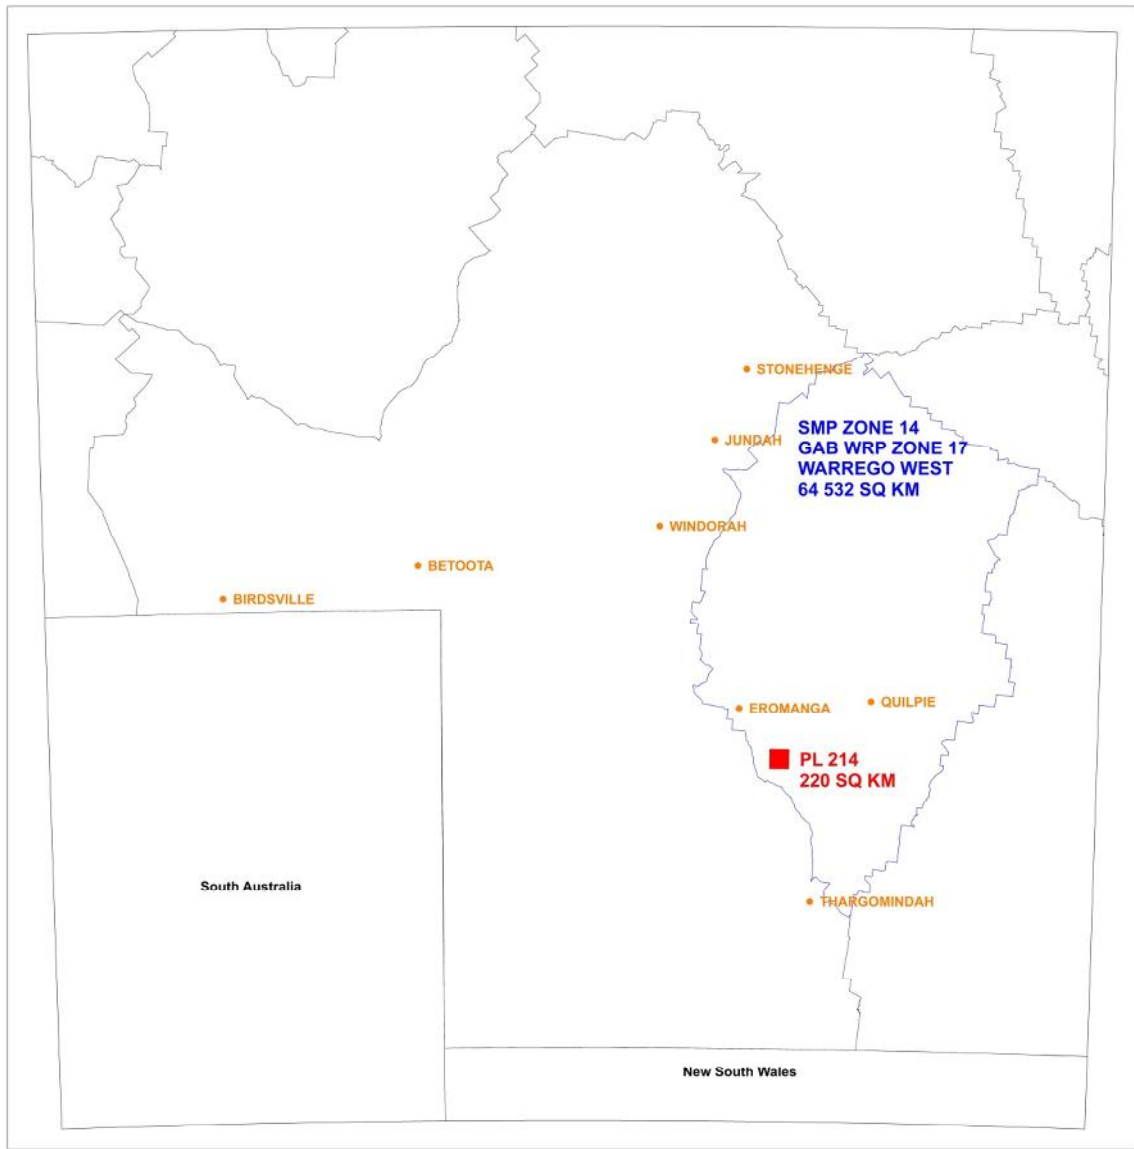 STONEHENGE
SMP ZONE 14
GAB WRP ZONE 17
WARREGO WEST
64 532 SQ KM
JUNDAH
WINDORAH
BETOOTA
BIRDSVILLE
QUILPIE
EROMANGA
PL 214
220 SQ KM
South Australia
THARGOMINDAH
New South Wales